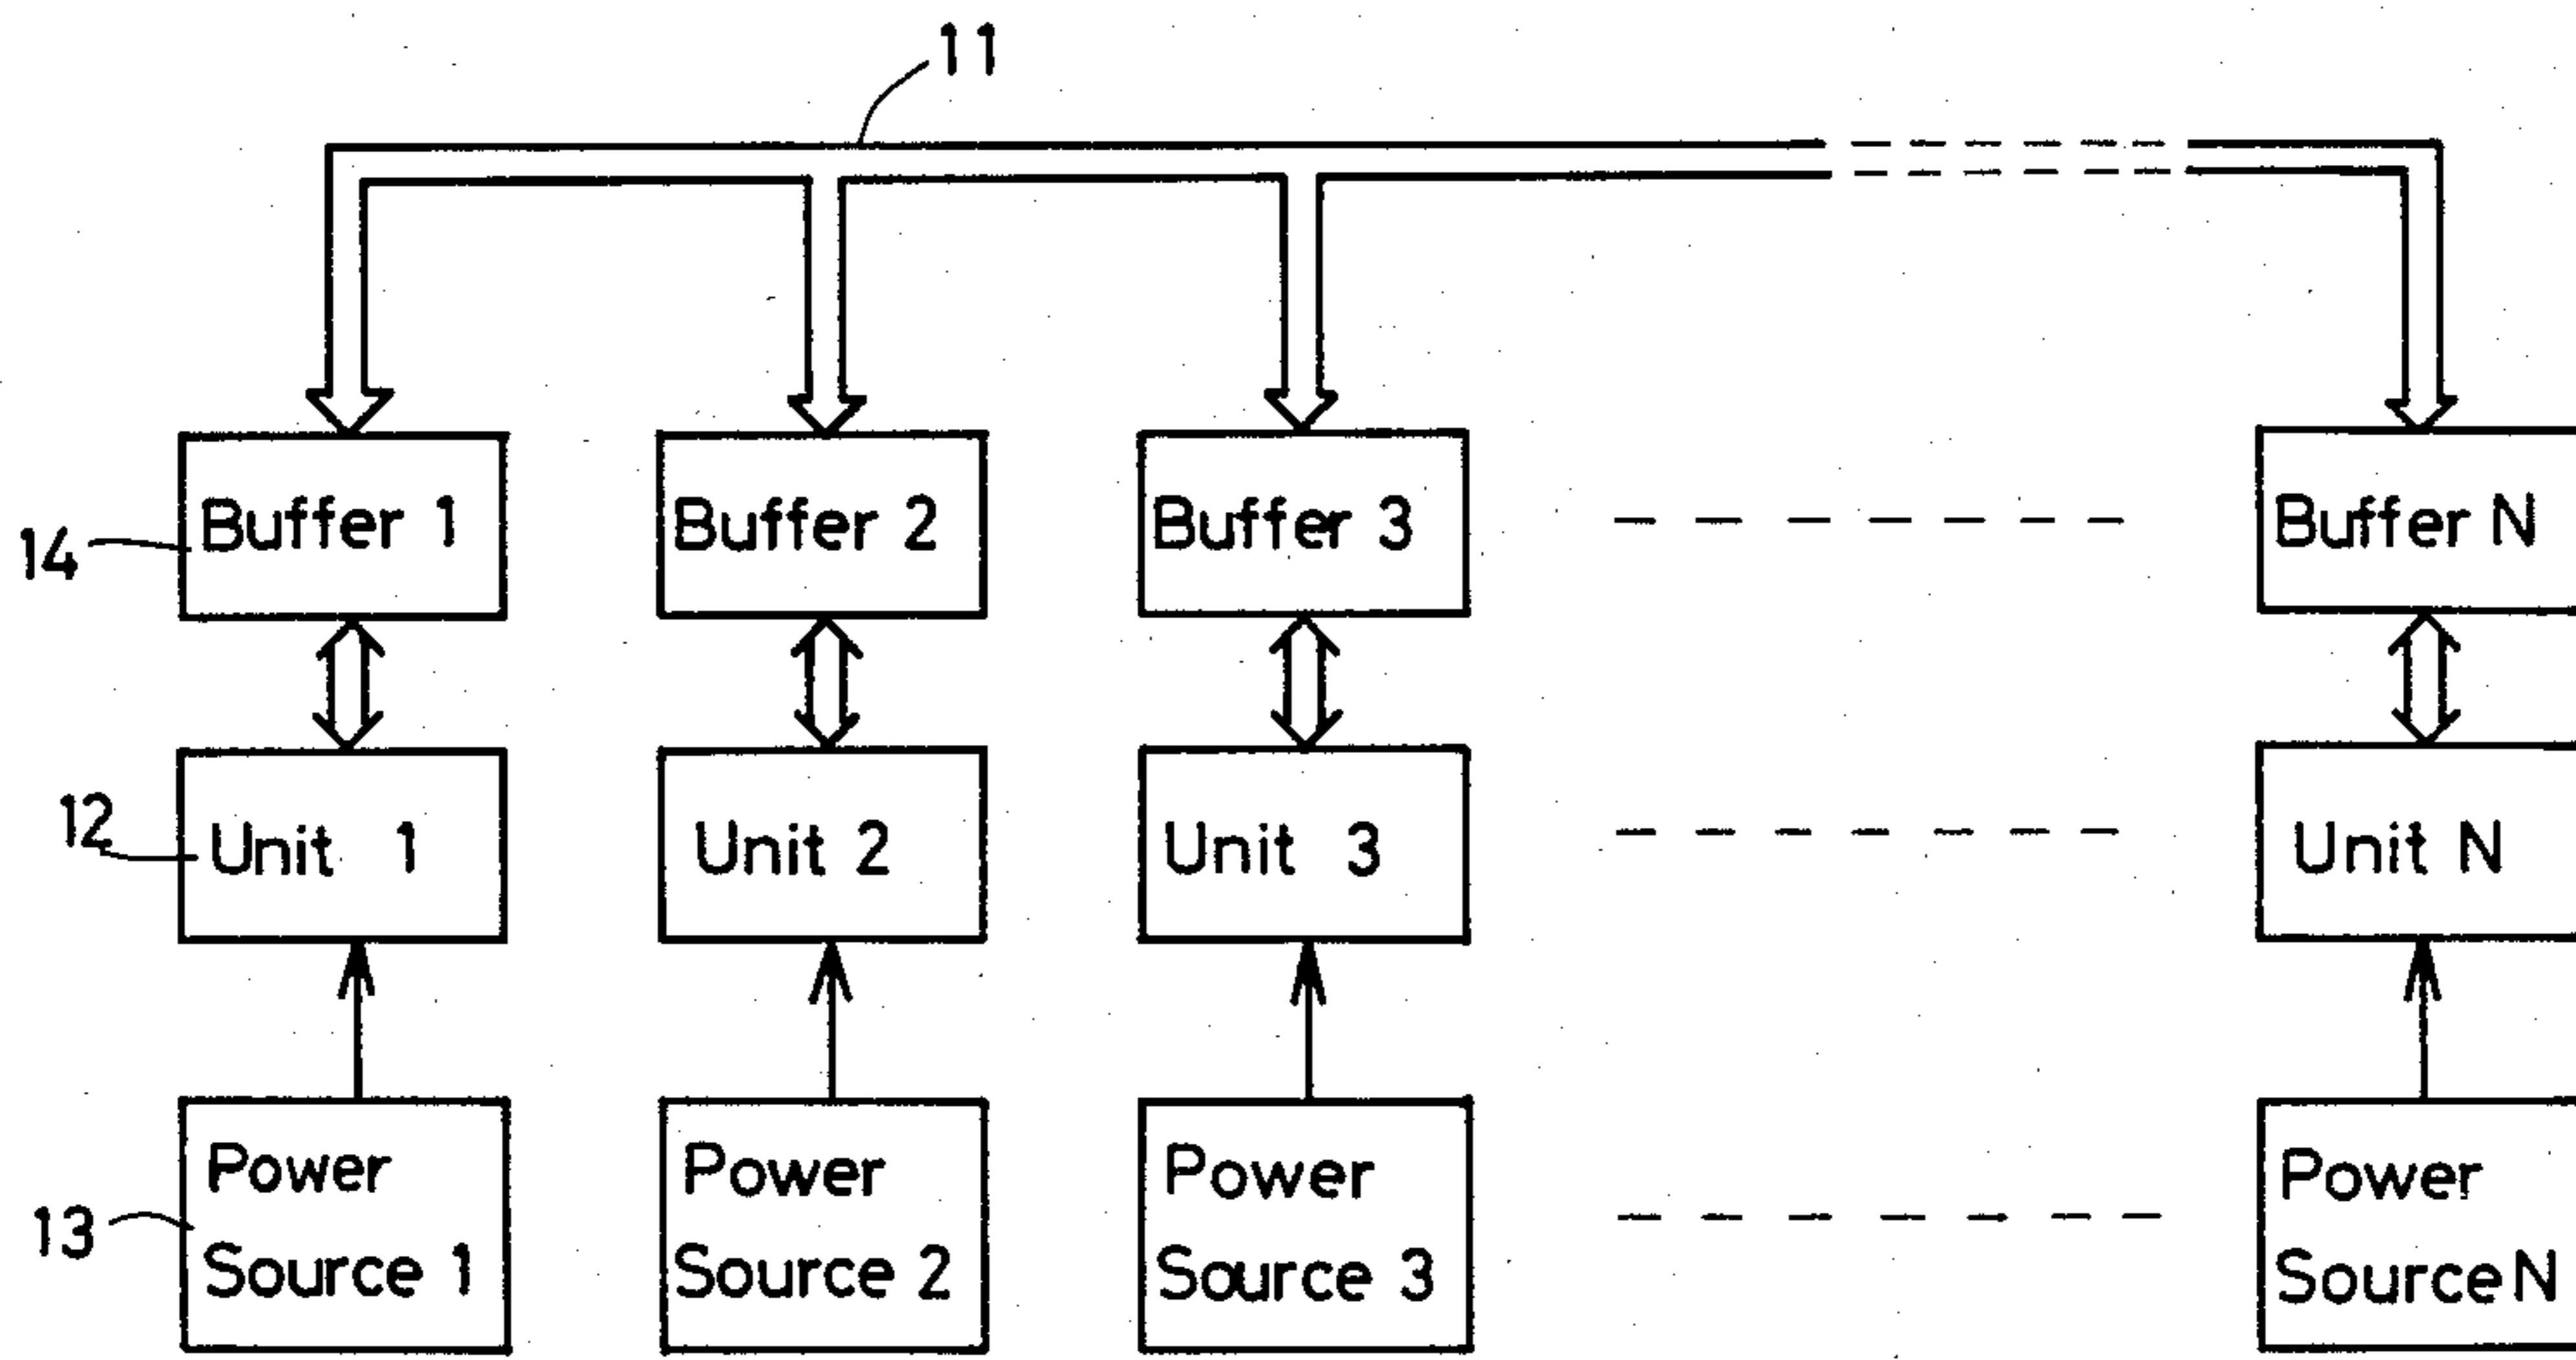 11
14
Buffer 1
Buffer 2
Buffer 3
Buffer N
12
Unit 1
Unit 2
Unit 3
Unit N
13
Power
Source 1
Power
Source 2
Power
Source 3
Power
Source N